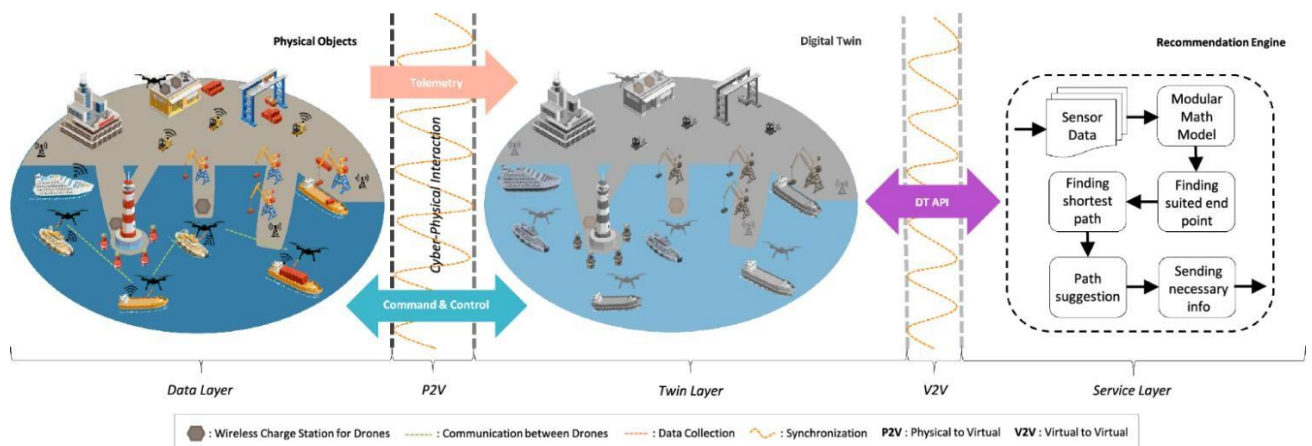 Physical Objects
Digital Twin
Recommendation Engine
Telemetry
Cyber-Physical Interaction
Command & Control
DT API
Sensor
Data
Modular
Math
Model
Finding
shortest
path
Finding
suited end
point
Path
suggestion
Sending
necessary
info
Data Layer
P2V
Twin Layer
V2V
Service Layer
: Wireless Charge Station for Drones
: Communication between Drones
: Data Collection
: Synchronization
P2V : Physical to Virtual
V2V : Virtual to Virtual